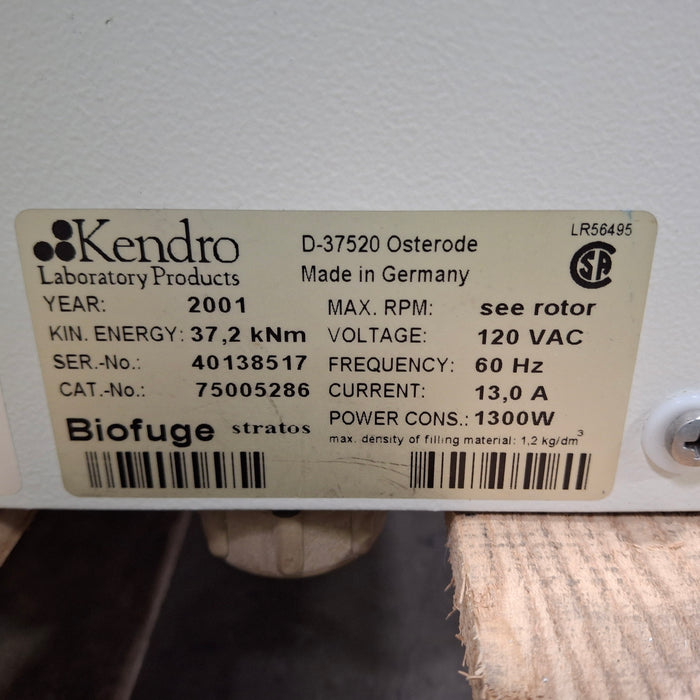 Kendro
Laboratory Products
D-37520 Osterode
Made in Germany
LR56495
SA
YEAR: 2001
KIN. ENERGY: 37,2 kNm
SER.-No.: 40138517
CAT.-No.: 75005286
Biofuge stratos
MAX. RPM: see rotor
VOLTAGE: 120 VAC
FREQUENCY: 60 Hz
CURRENT: 13,0 A
POWER CONS.: 1300W
max. density of filling material: 1,2 kg/dm³